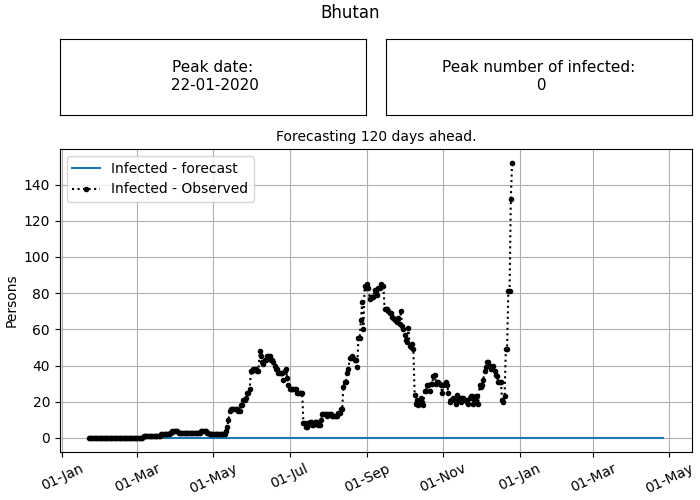 Bhutan
Peak date:
22-01-2020
Peak number of infected:
0
Forecasting 120 days ahead.
Infected - forecast
Infected - Observed
Persons
140
120
100
80
60
40
20
0
01-Jan
01-Mar
01-May
01-Jul
01-Sep
01-Nov
01-Jan
01-Mar
01-May